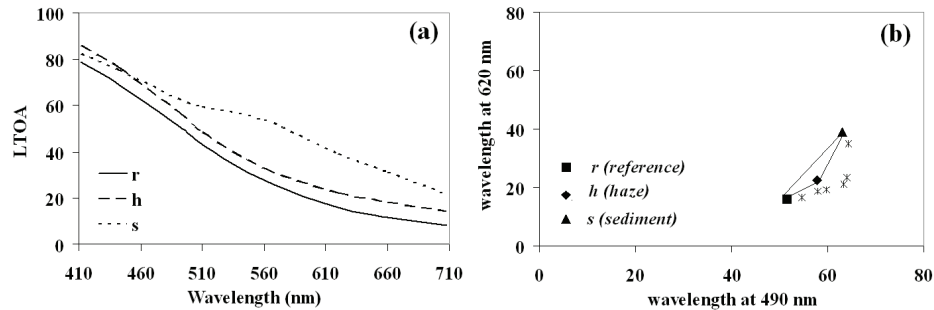 100
80
60
40
20
0
LTOA
(a)
r
h
s
410 460 510 560 610 660 710
Wavelength (nm)
80
60
40
20
0
wavelength at 620 nm
(b)
r (reference)
h (haze)
s (sediment)
0 20 40 60 80
wavelength at 490 nm